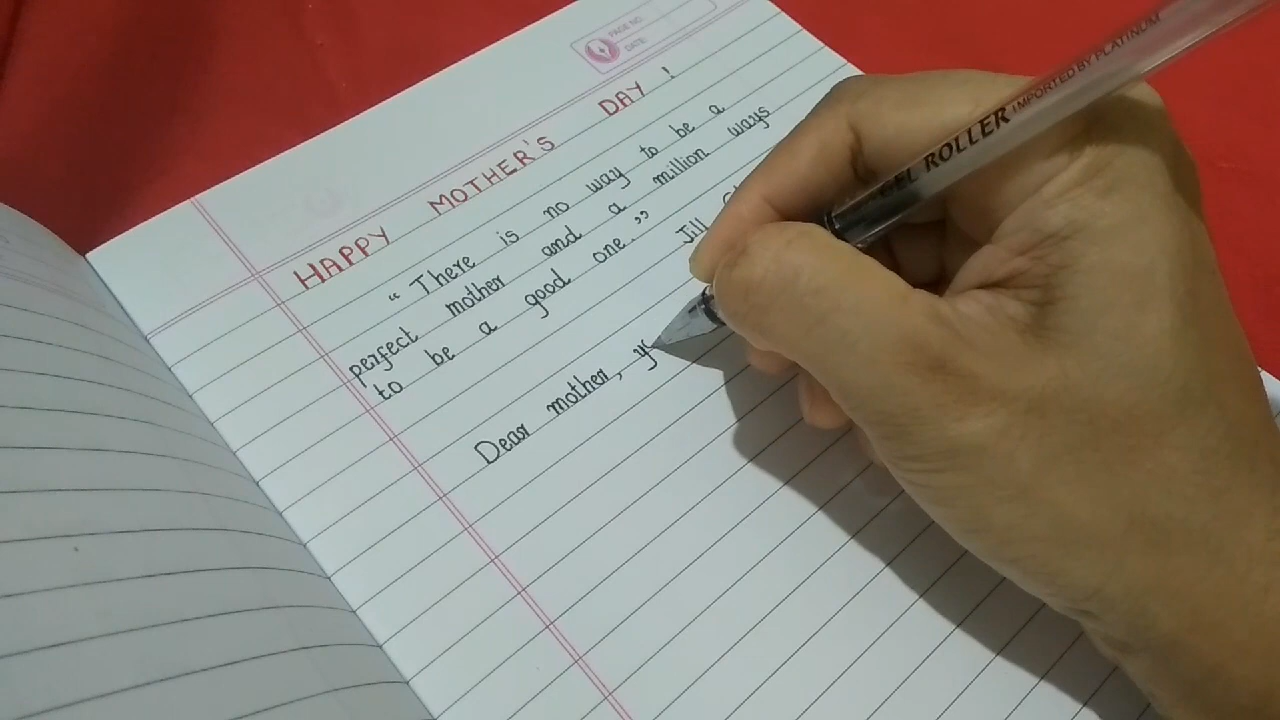 PAGE NO.
DATE:
HAPPY MOTHER'S DAY !
“ There is no way to be a
perfect mother and a million ways
to be a good one. ”
Jill
Dear mother,
GEL ROLLER IMPORTED BY PLATINUM